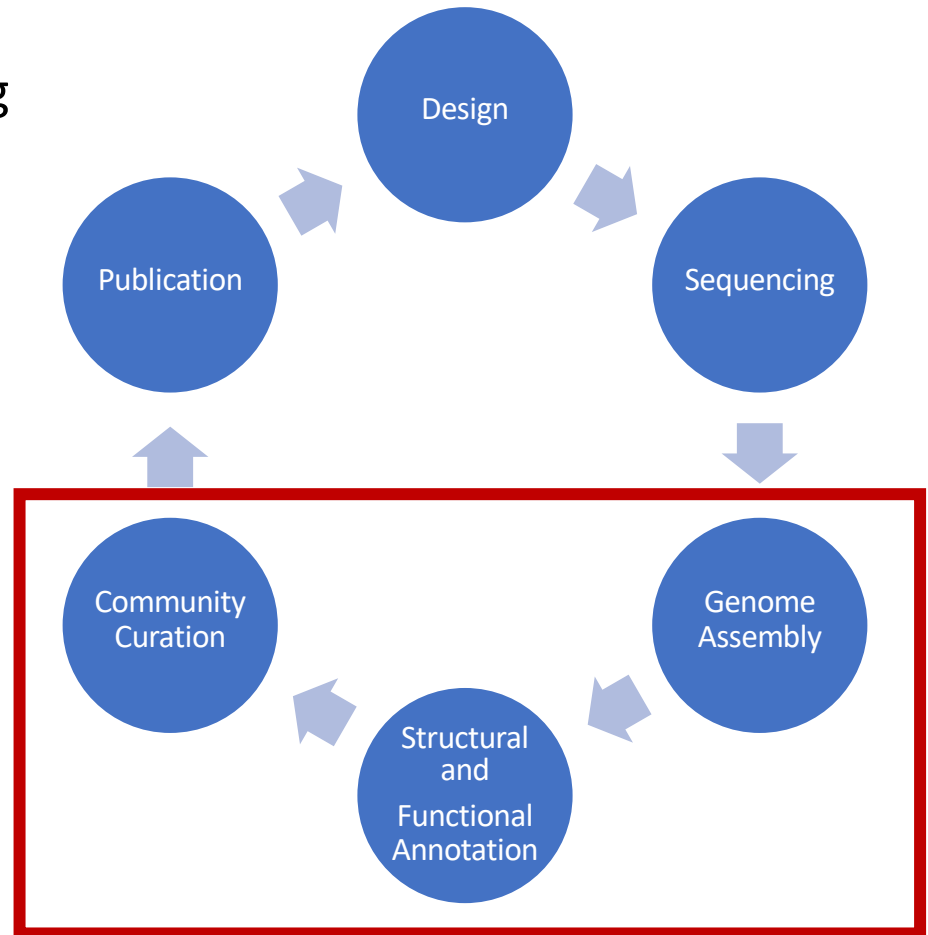 g
Design
Publication
Sequencing
Community
Curation
Genome
Assembly
Structural
and
Functional
Annotation